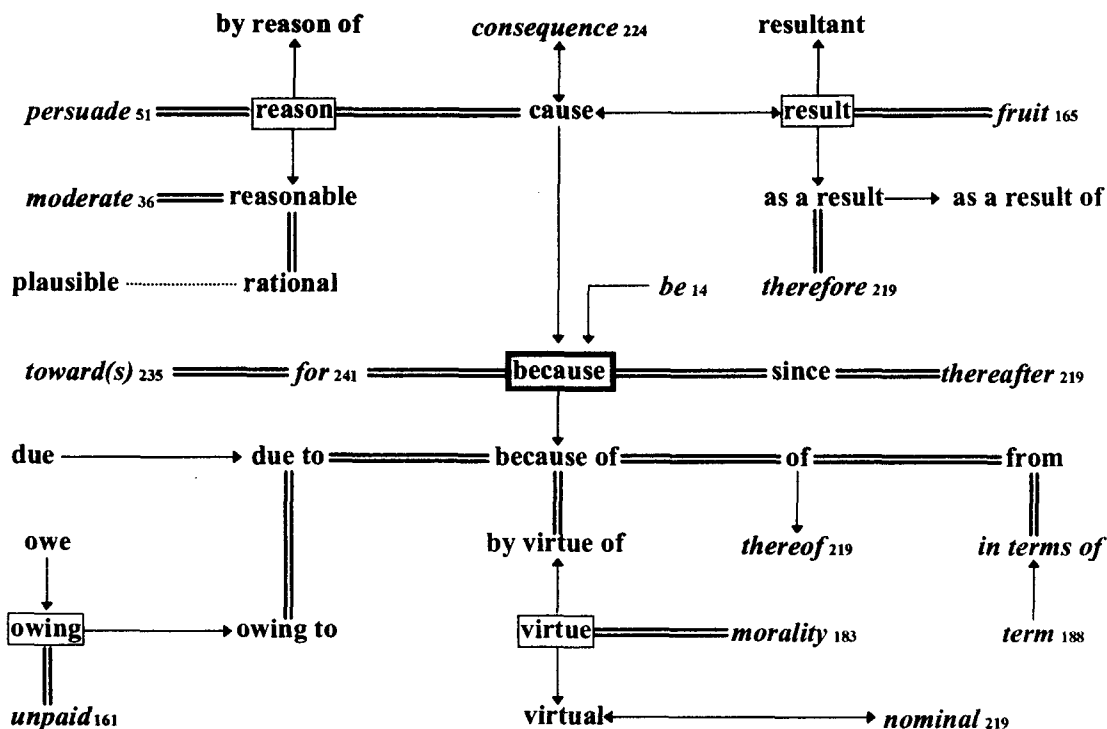 by reason of consequence 224 resultant
persuade 51 reason cause result fruit 165
moderate 36 reasonable as a result as a result of
plausible rational be 14 therefore 219
toward(s) 235 for 241 because since thereafter 219
due due to because of of from
owe by virtue of thereof 219 in terms of
owing owing to virtue morality 183 term 188
unpaid 161 virtual nominal 219